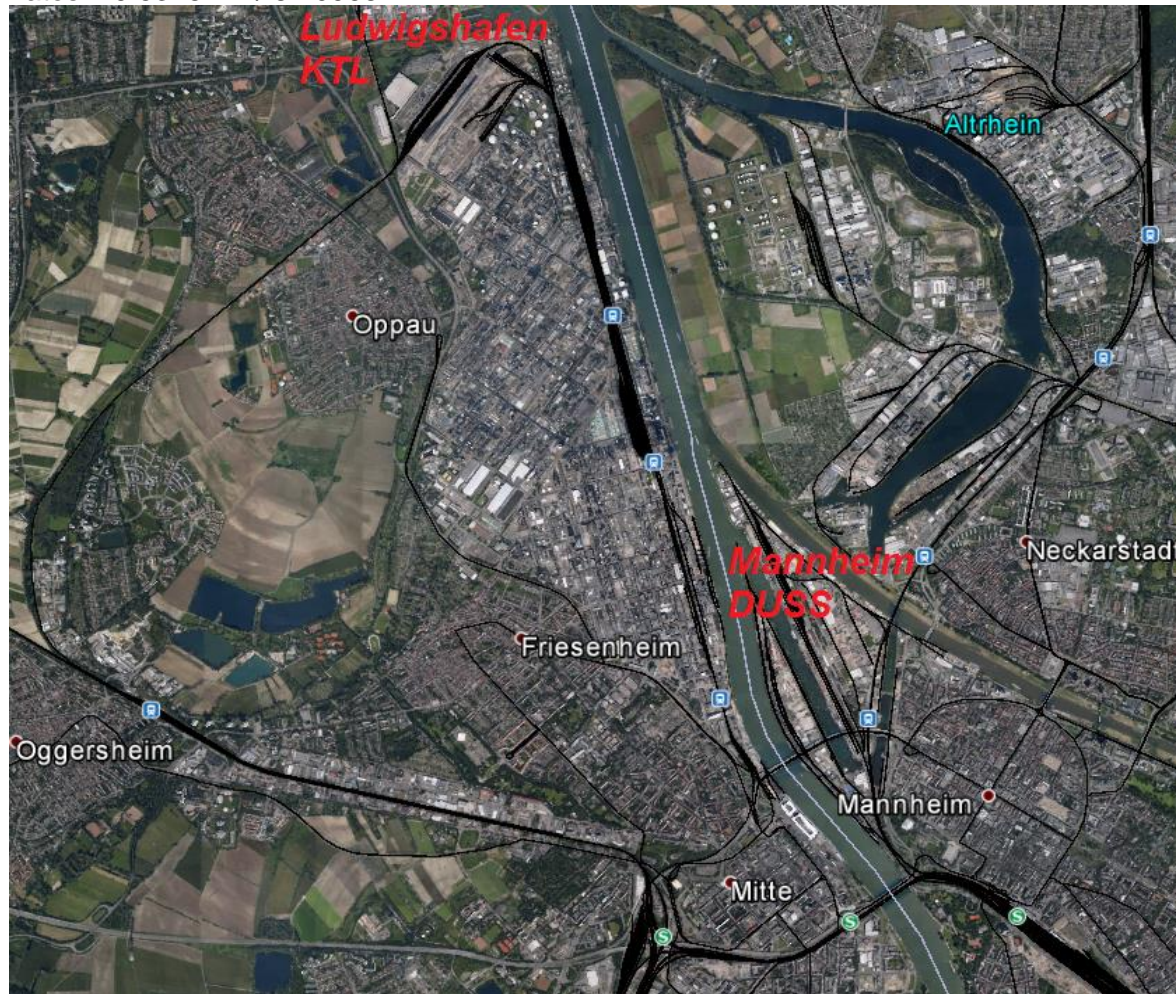 Ludwigshafen
KTL
Altrhein
Oppau
Mannheim
DUSS
Neckarstadt
Friesenheim
Oggersheim
Mannheim
Mitte
S
S
S